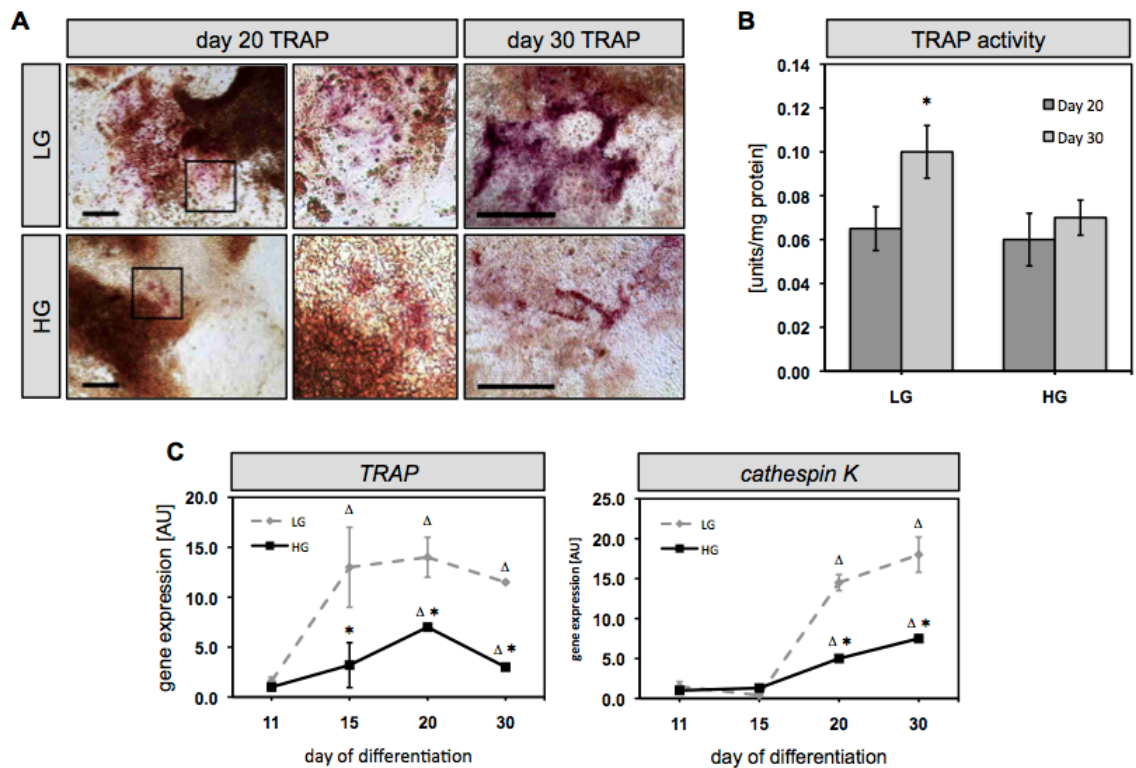 A
day 20 TRAP
day 30 TRAP
LG
HG
B
TRAP activity
[units/mg protein]
0.14
0.12
0.10
0.08
0.06
0.04
0.02
0.00
*
Day 20
Day 30
LG
HG
C
TRAP
gene expression [AU]
20.0
15.0
10.0
5.0
0.0
LG
HG
Δ
Δ
Δ
*
Δ *
Δ *
11 15 20 30
day of differentiation
cathespin K
gene expression [AU]
25.0
20.0
15.0
10.0
5.0
0.0
LG
HG
Δ
Δ
Δ *
Δ *
11 15 20 30
day of differentiation